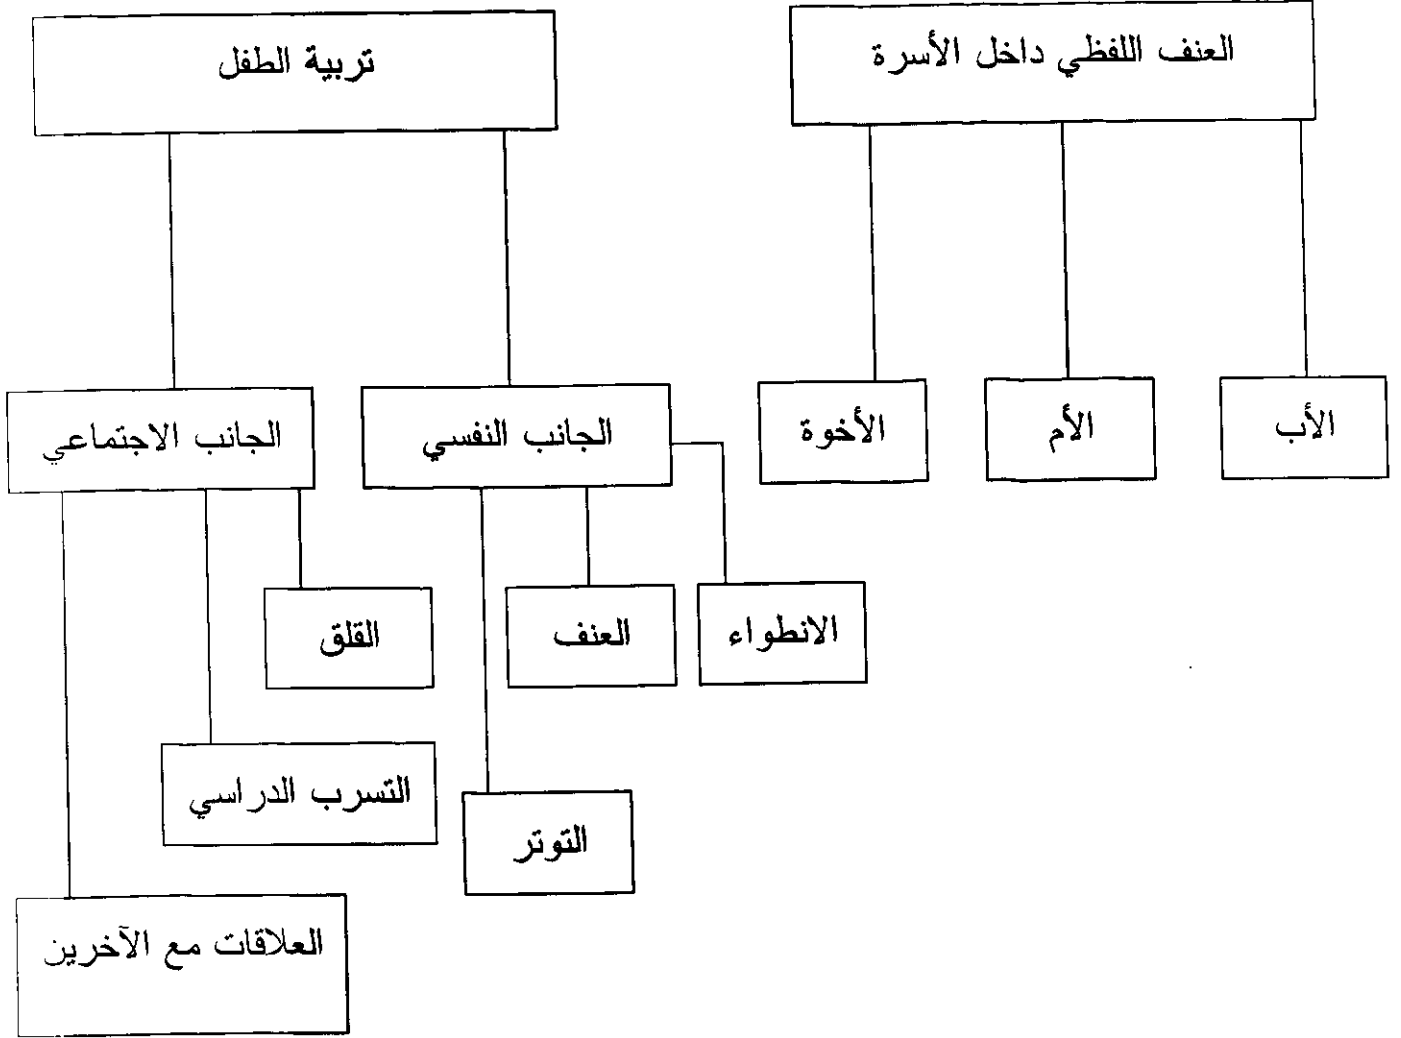 العنف اللفظي داخل الأسرة
تربية الطفل
الأب
الأم
الأخوة
الجانب النفسي
الجانب الاجتماعي
الانطواء
العنف
القلق
التسرب الدراسي
التوتر
العلاقات مع الآخرين